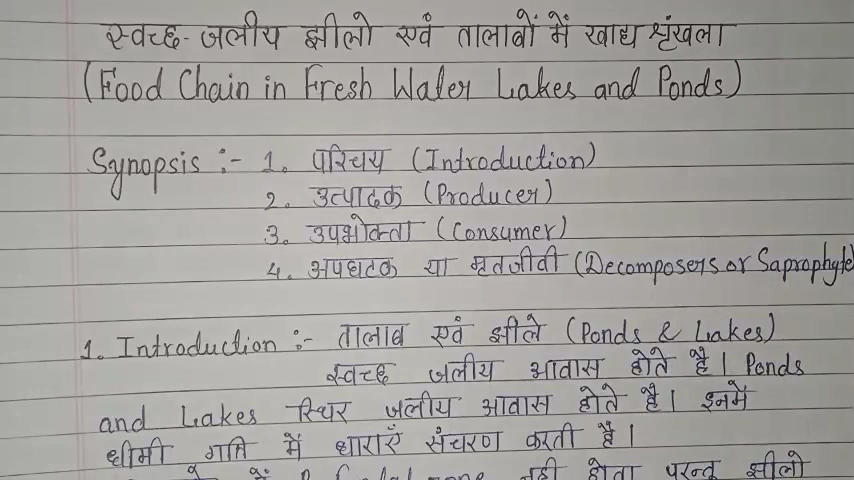 स्वच्छ-जलीय झीलो एवं तालाबों में खाद्य शृंखला
(Food Chain in Fresh Water Lakes and Ponds)
Synopsis :- 1. परिचय (Introduction)
2. उत्पादक (Producer)
3. उपभोक्ता (Consumer)
4. अपघटक या मृतजीवी (Decomposers or Saprophyte
1. Introduction :- तालाब एवं झीले (Ponds & Lakes)
स्वच्छ जलीय आवास होते है। Ponds
and Lakes स्थिर जलीय आवास होते है। इनमें
धीमी गति में धाराएँ संचरण करती है।
नही होता परन्तु झीलो